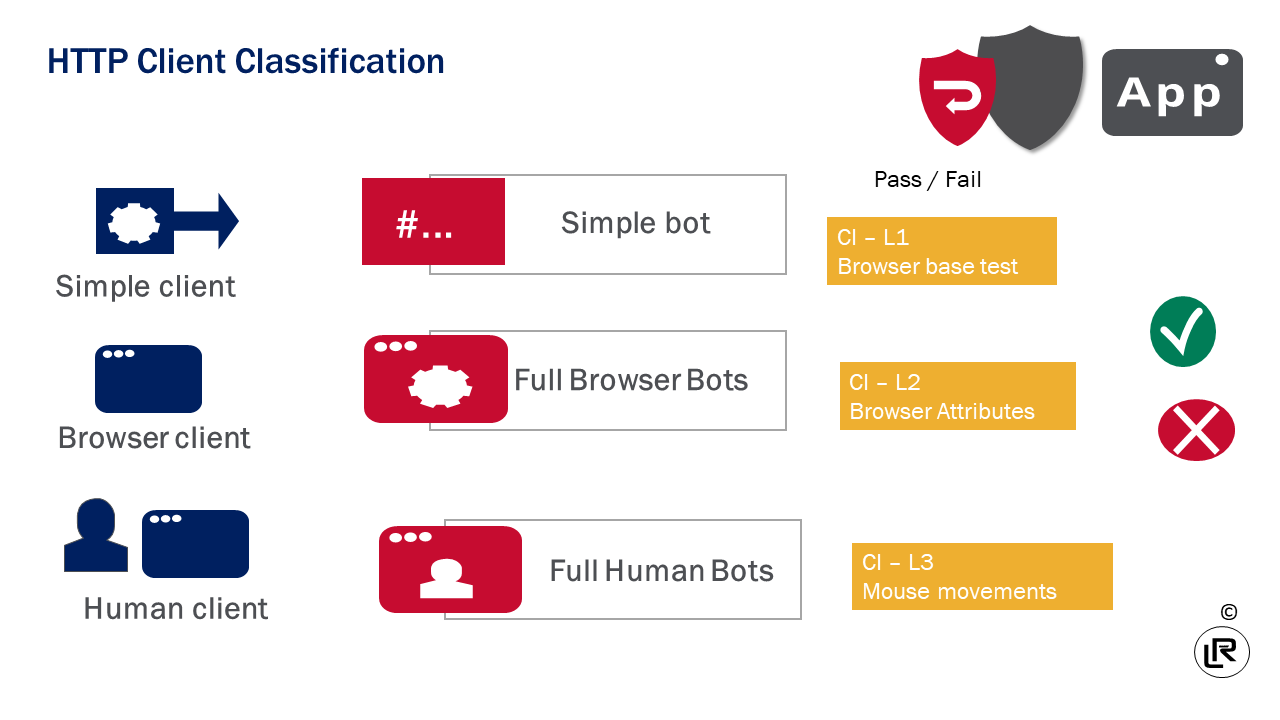 HTTP Client Classification
App
Pass / Fail
#...
Simple bot
CI – L1
Browser base test
Simple client
Full Browser Bots
CI – L2
Browser Attributes
Browser client
Full Human Bots
CI – L3
Mouse movements
Human client
©
LR